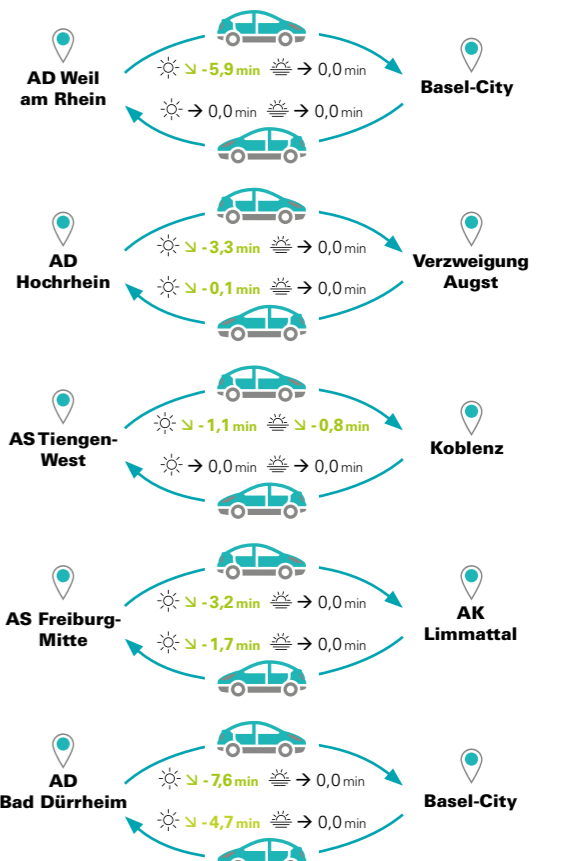 -5,9 min → 0,0 min
AD Weil
am Rhein
Basel-City
→ 0,0 min → 0,0 min
-3,3 min → 0,0 min
AD
Hochrhein
Verzweigung
Augst
-0,1 min → 0,0 min
-1,1 min -0,8 min
AS Tiengen-
West
Koblenz
→ 0,0 min → 0,0 min
-3,2 min → 0,0 min
AS Freiburg-
Mitte
AK
Limmattal
-1,7 min → 0,0 min
-7,6 min → 0,0 min
AD
Bad Dürrheim
Basel-City
-4,7 min → 0,0 min